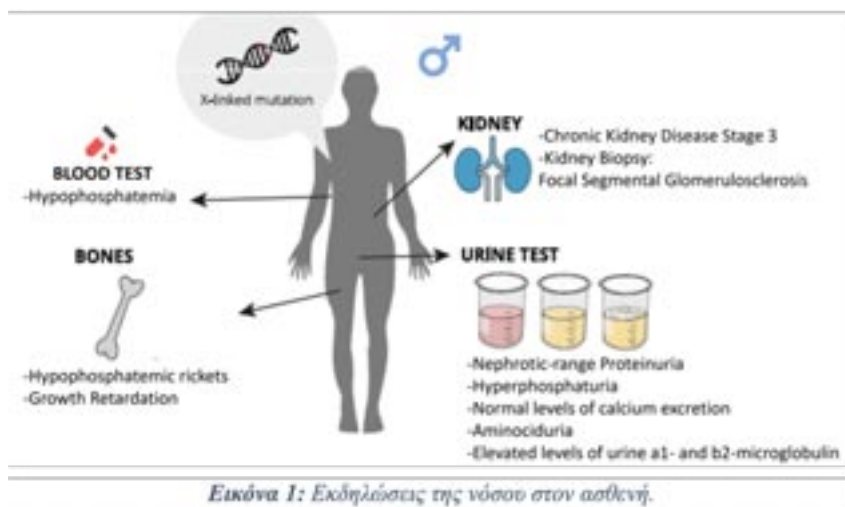 X-linked mutation
BLOOD TEST
-Hypophosphatemia
BONES
-Hypophosphatemic rickets
-Growth Retardation
KIDNEY
-Chronic Kidney Disease Stage 3
-Kidney Biopsy:
Focal Segmental Glomerulosclerosis
URINE TEST
-Nephrotic-range Proteinuria
-Hyperphosphaturia
-Normal levels of calcium excretion
-Aminociduria
-Elevated levels of urine a1- and b2-microglobulin
Εικόνα 1: Εκδηλώσεις της νόσου στον ασθενή.